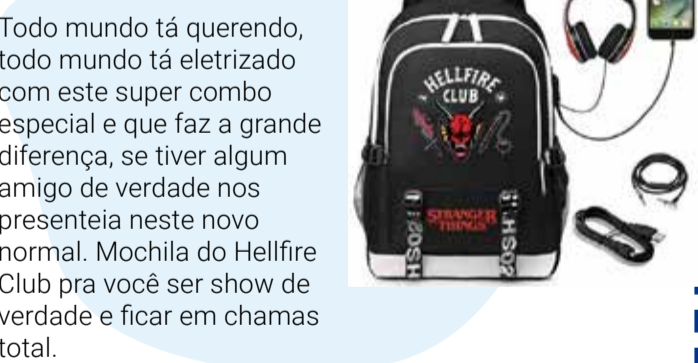 Todo mundo tá querendo,
todo mundo tá eletrizado
com este super combo
especial e que faz a grande
diferença, se tiver algum
amigo de verdade nos
presenteia neste novo
normal. Mochila do Hellfire
Club pra você ser show de
verdade e ficar em chamas
total.
HELLFIRE
CLUB
STRANGER
THINGS